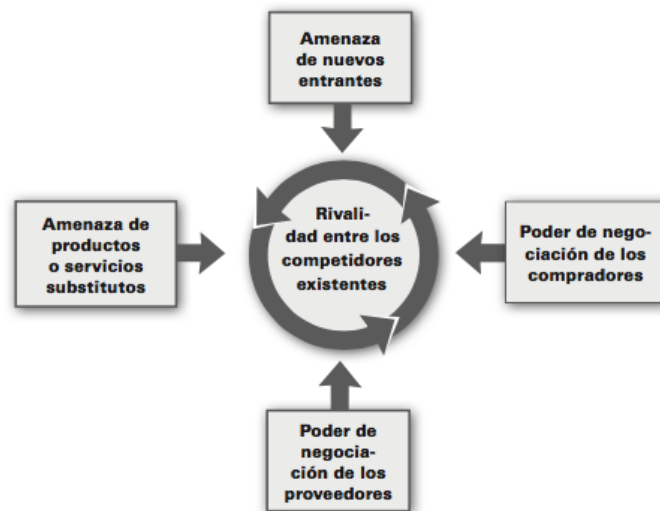 Amenaza
de nuevos
entrantes
Amenaza de
productos
o servicios
substitutos
Rivali-
dad entre los
competidores
existentes
Poder de nego-
ciación de los
compradores
Poder de
negocia-
ción de los
proveedores